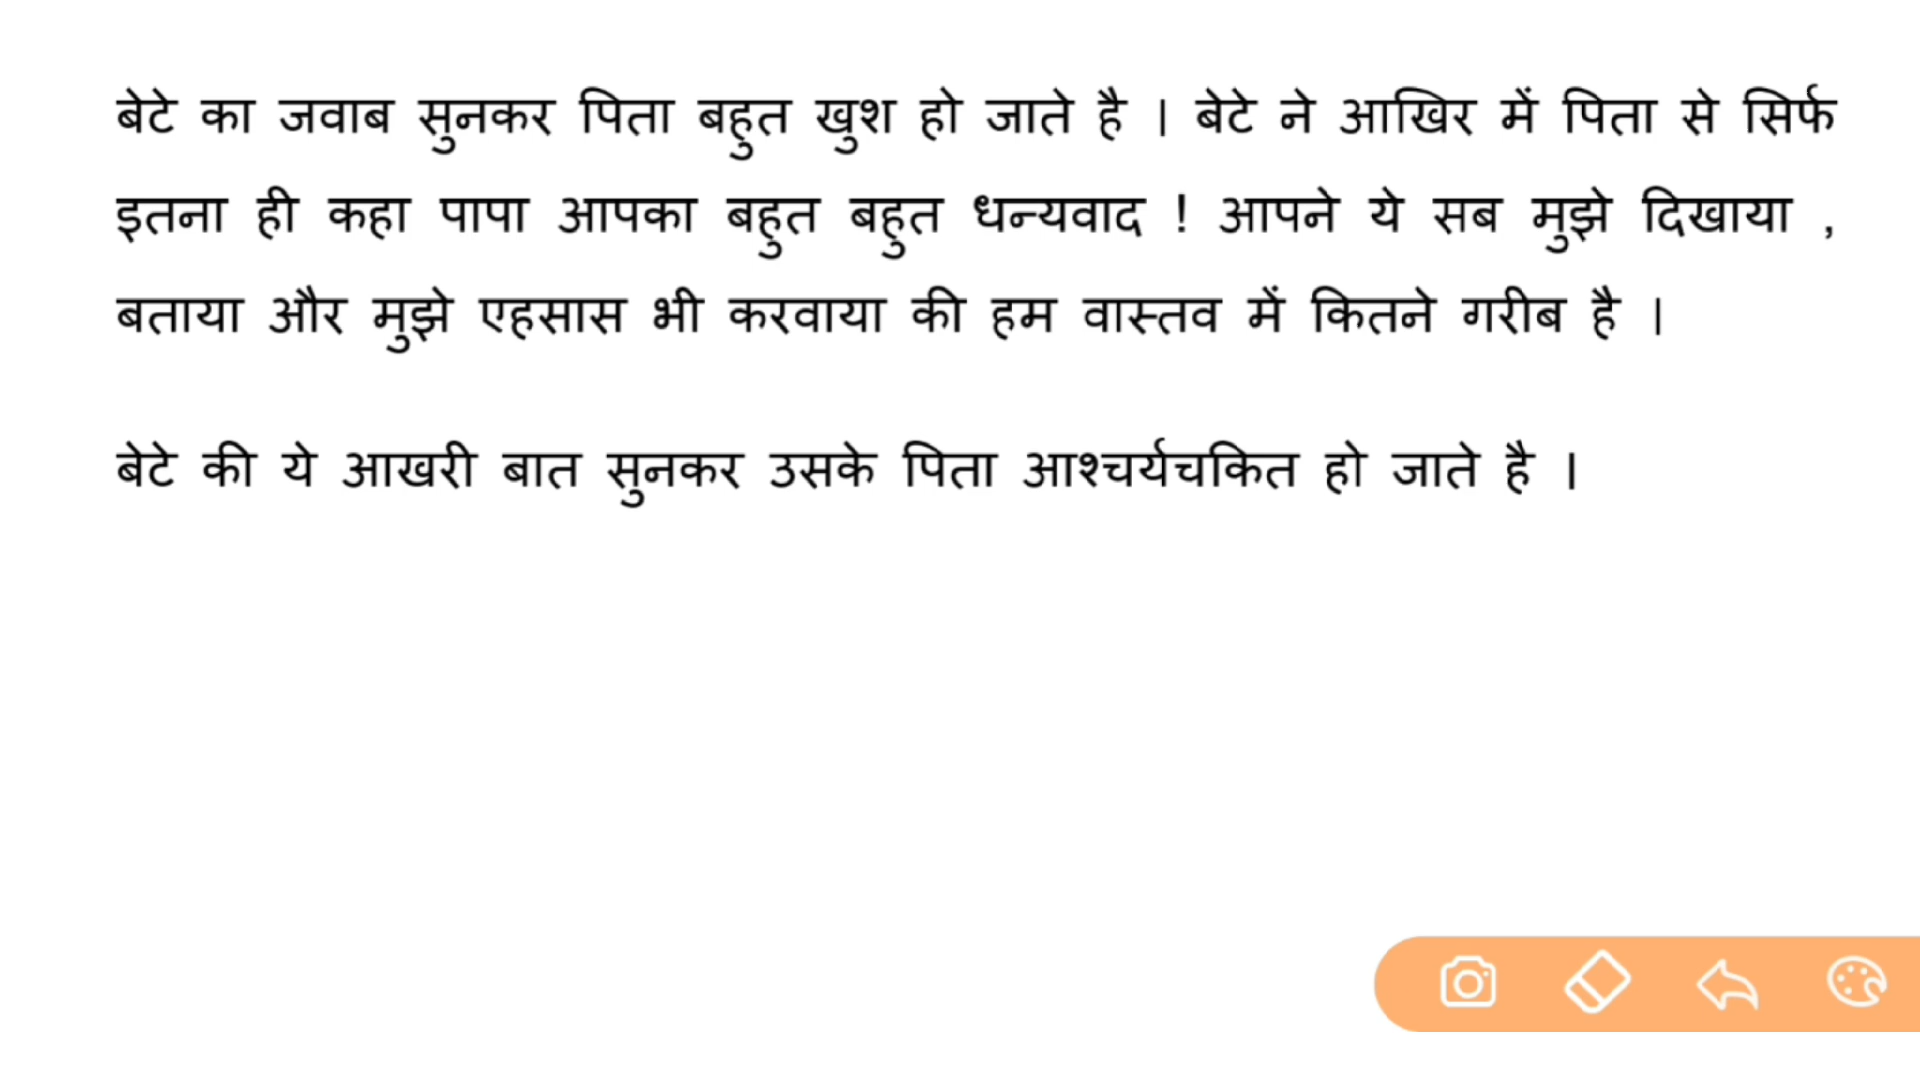 बेटे का जवाब सुनकर पिता बहुत खुश हो जाते है । बेटे ने आखिर में पिता से सिर्फ
इतना ही कहा पापा आपका बहुत बहुत धन्यवाद ! आपने ये सब मुझे दिखाया ,
बताया और मुझे एहसास भी करवाया की हम वास्तव में कितने गरीब है ।
बेटे की ये आखरी बात सुनकर उसके पिता आश्चर्यचकित हो जाते है ।